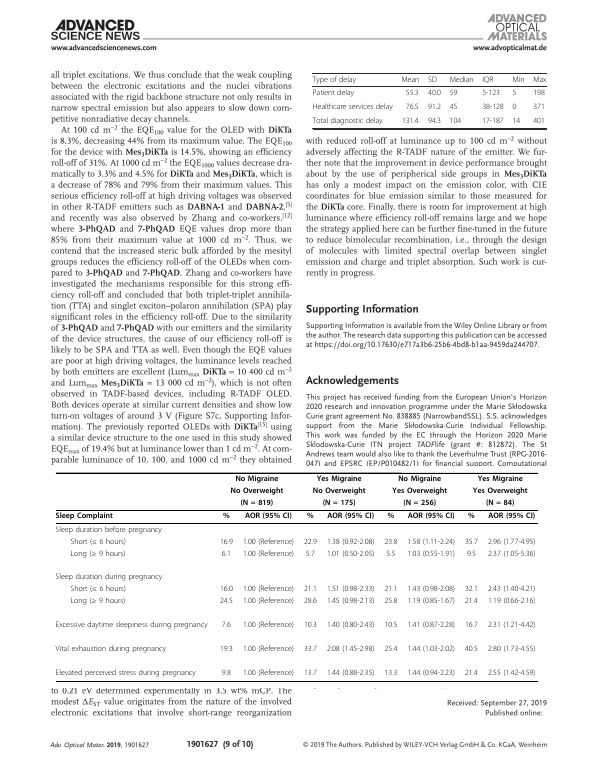 ADVANCED
SCIENCE NEWS
www.advancedsciencenews.com
ADVANCED
OPTICAL
MATERIALS
www.advopticalmat.de
all triplet excitons. We thus conclude that the weak coupling
between the electronic excitations and the nuclei vibrations
associated with the rigid backbone structure not only results in
narrow spectral emission but also appears to slow down com-
petitive nonradiative decay channels.
At 100 cd m−2 the EQE100 value for the OLED with DiKTa
is 8.3%, decreasing 44% from its maximum value. The EQE100
for the device with Mes3DiKTa is 14.5%, showing an efficiency
roll-off of 31%. At 1000 cd m−2 the EQE1000 values decrease dra-
matically to 3.3% and 4.5% for DiKTa and Mes3DiKTa, which is
a decrease of 78% and 79% from their maximum values. This
serious efficiency roll-off at high driving voltages was observed
in other R-TADF emitters such as DABNA-1 and DABNA-2,[5]
and recently was also observed by Zhang and co-workers,[12]
where 3-PhQAD and 7-PhQAD EQE values drop more than
85% from their maximum value at 1000 cd m−2. Thus, we
contend that the increased steric bulk afforded by the mesityl
groups reduces the efficiency roll-off of the OLEDs when com-
pared to 3-PhQAD and 7-PhQAD. Zhang and co-workers have
investigated the mechanisms responsible for this strong effi-
ciency roll-off and concluded that both triplet-triplet annihila-
tion (TTA) and singlet exciton–polaron annihilation (SPA) play
significant roles in the efficiency roll-off. Due to the similarity
of 3-PhQAD and 7-PhQAD with our emitters and the similarity
of the device structures, the cause of our efficiency roll-off is
likely to be SPA and TTA as well. Even though the EQE values
are poor at high driving voltages, the luminance levels reached
by both emitters are excellent (Lummax DiKTa = 10 400 cd m−2
and Lummax Mes3DiKTa = 13 000 cd m−2), which is not often
observed in TADF-based devices, including R-TADF OLED.
Both devices operate at similar current densities and show low
turn-on voltages of around 3 V (Figure S7c, Supporting Infor-
mation). The previously reported OLEDs with DiKTa[15] using
a similar device structure to the one used in this study showed
EQEmax of 19.4% but at luminance lower than 1 cd m−2. At com-
parable luminance of 10, 100, and 1000 cd m−2 they obtained
Type of delay Mean SD Median IQR Min Max
Patient delay 55.3 40.0 59 5-123 5 198
Healthcare services delay 76.5 91.2 45 38-128 0 371
Total diagnostic delay 131.4 94.3 104 17-187 14 401
with reduced roll-off at luminance up to 100 cd m−2 without
adversely affecting the R-TADF nature of the emitter. We fur-
ther note that the improvement in device performance brought
about by the use of peripherical side groups in Mes3DiKTa
has only a modest impact on the emission color, with CIE
coordinates for blue emission similar to those measured for
the DiKTa core. Finally, there is room for improvement at high
luminance where efficiency roll-off remains large and we hope
the strategy applied here can be further fine-tuned in the future
to reduce bimolecular recombination, i.e., through the design
of molecules with limited spectral overlap between singlet
emission and charge and triplet absorption. Such work is cur-
rently in progress.
Supporting Information
Supporting Information is available from the Wiley Online Library or from
the author. The research data supporting this publication can be accessed
at https://doi.org/10.17630/e717a3b6-25b6-4bd8-b1aa-9459da244707.
Acknowledgements
This project has received funding from the European Union's Horizon
2020 research and innovation programme under the Marie Skłodowska
Curie grant agreement No. 838885 (NarrowbandSSL). S.S. acknowledges
support from the Marie Skłodowska-Curie Individual Fellowship.
This work was funded by the EC through the Horizon 2020 Marie
Sklodowska-Curie ITN project TADFlife (grant #: 812872). The St
Andrews team would also like to thank the Leverhulme Trust (RPG-2016-
047) and EPSRC (EP/P010482/1) for financial support. Computational
No Migraine Yes Migraine No Migraine Yes Migraine
No Overweight No Overweight Yes Overweight Yes Overweight
(N = 819) (N = 175) (N = 256) (N = 84)
Sleep Complaint % AOR (95% CI) % AOR (95% CI) % AOR (95% CI) % AOR (95% CI)
Sleep duration before pregnancy
Short (≤ 6 hours) 16.9 1.00 (Reference) 22.9 1.38 (0.92-2.08) 23.8 1.58 (1.11-2.24) 35.7 2.96 (1.77-4.95)
Long (≥ 9 hours) 6.1 1.00 (Reference) 5.7 1.01 (0.50-2.05) 5.5 1.03 (0.55-1.91) 9.5 2.37 (1.05-5.36)
Sleep duration during pregnancy
Short (≤ 6 hours) 16.0 1.00 (Reference) 21.1 1.51 (0.98-2.33) 21.1 1.43 (0.98-2.08) 32.1 2.43 (1.40-4.21)
Long (≥ 9 hours) 24.5 1.00 (Reference) 28.6 1.45 (0.98-2.13) 25.8 1.19 (0.85-1.67) 21.4 1.19 (0.66-2.16)
Excessive daytime sleepiness during pregnancy 7.6 1.00 (Reference) 10.3 1.40 (0.80-2.43) 10.5 1.41 (0.87-2.28) 16.7 2.31 (1.21-4.42)
Vital exhaustion during pregnancy 19.3 1.00 (Reference) 33.7 2.08 (1.45-2.98) 25.4 1.44 (1.03-2.02) 40.5 2.80 (1.73-4.55)
Elevated perceived stress during pregnancy 9.8 1.00 (Reference) 13.7 1.44 (0.88-2.35) 13.3 1.44 (0.94-2.23) 21.4 2.55 (1.42-4.59)
to 0.21 eV determined experimentally in 3.5 wt% mCP. The
modest ΔEST value originates from the nature of the involved
electronic excitations that involve short-range reorganization
Received: September 27, 2019
Published online:
Adv. Optical Mater. 2019, 1901627
1901627 (9 of 10)
© 2019 The Authors. Published by WILEY-VCH Verlag GmbH & Co. KGaA, Weinheim